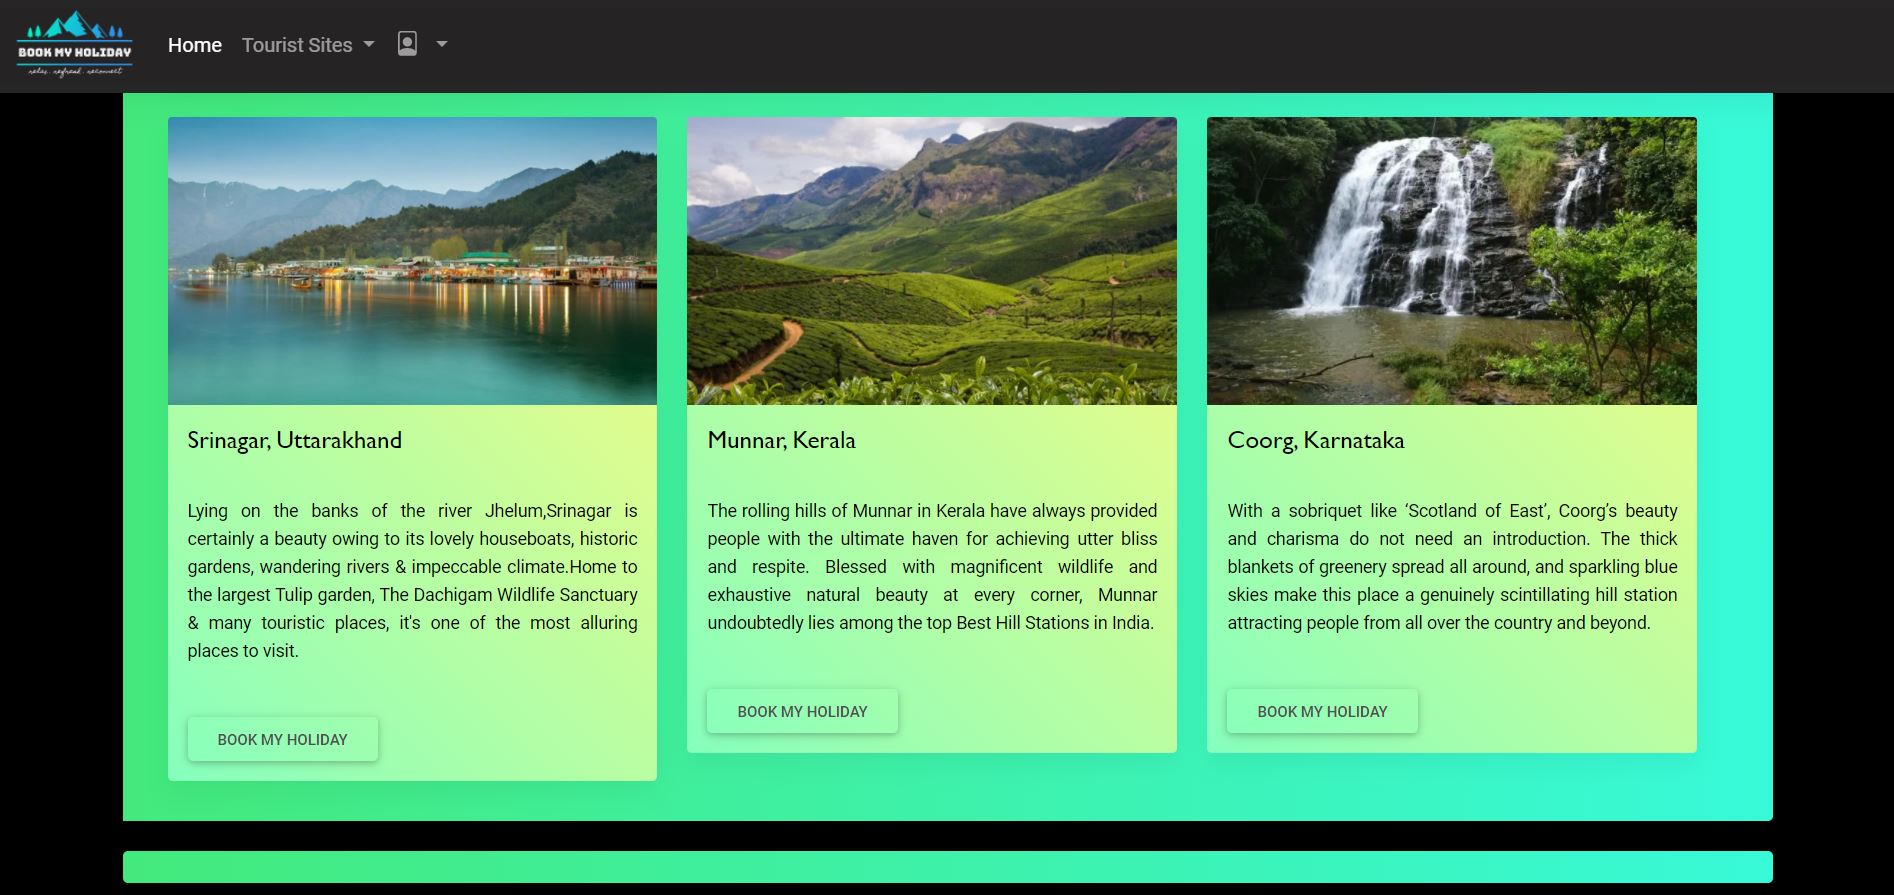 BOOK MY HOLIDAY
relax. refresh. reconnect
Home
Tourist Sites
Srinagar, Uttarakhand
Lying on the banks of the river Jhelum,Srinagar is
certainly a beauty owing to its lovely houseboats, historic
gardens, wandering rivers & impeccable climate.Home to
the largest Tulip garden, The Dachigam Wildlife Sanctuary
& many touristic places, it's one of the most alluring
places to visit.
BOOK MY HOLIDAY
Munnar, Kerala
The rolling hills of Munnar in Kerala have always provided
people with the ultimate haven for achieving utter bliss
and respite. Blessed with magnificent wildlife and
exhaustive natural beauty at every corner, Munnar
undoubtedly lies among the top Best Hill Stations in India.
BOOK MY HOLIDAY
Coorg, Karnataka
With a sobriquet like ‘Scotland of East’, Coorg’s beauty
and charisma do not need an introduction. The thick
blankets of greenery spread all around, and sparkling blue
skies make this place a genuinely scintillating hill station
attracting people from all over the country and beyond.
BOOK MY HOLIDAY